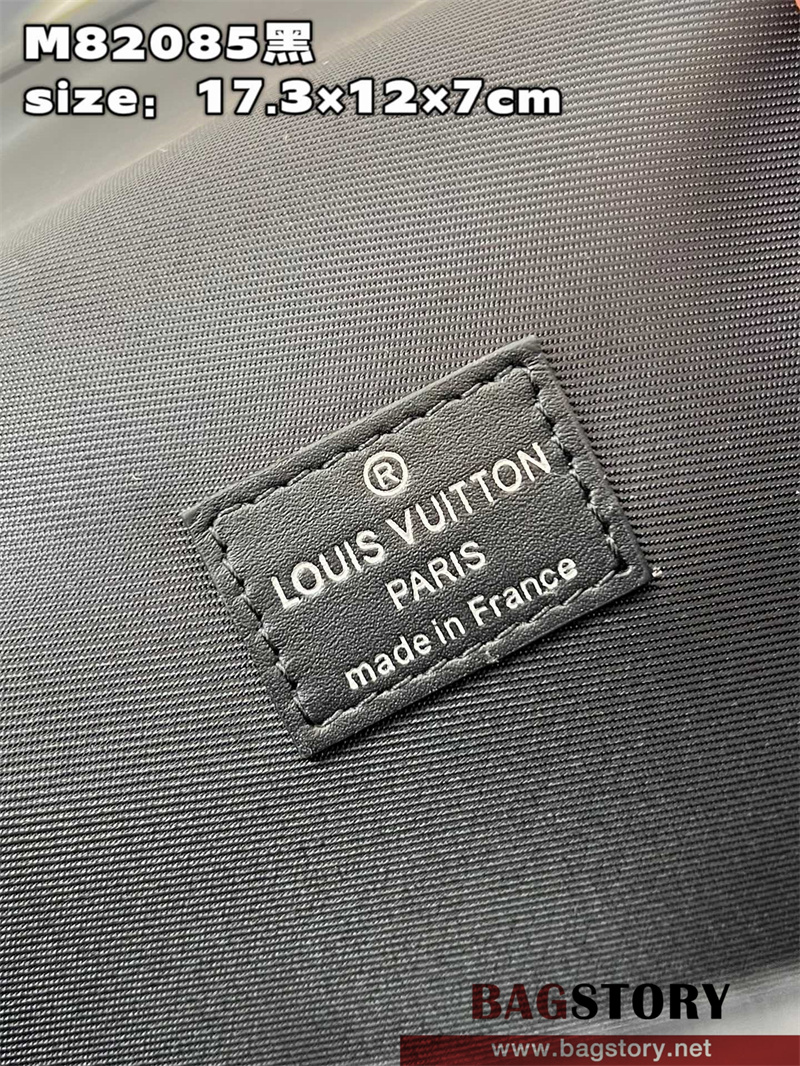 M82085黑
size：17.3×12×7cm
®
LOUIS VUITTON
PARIS
made in France
BAGSTORY
www.bagstory.net